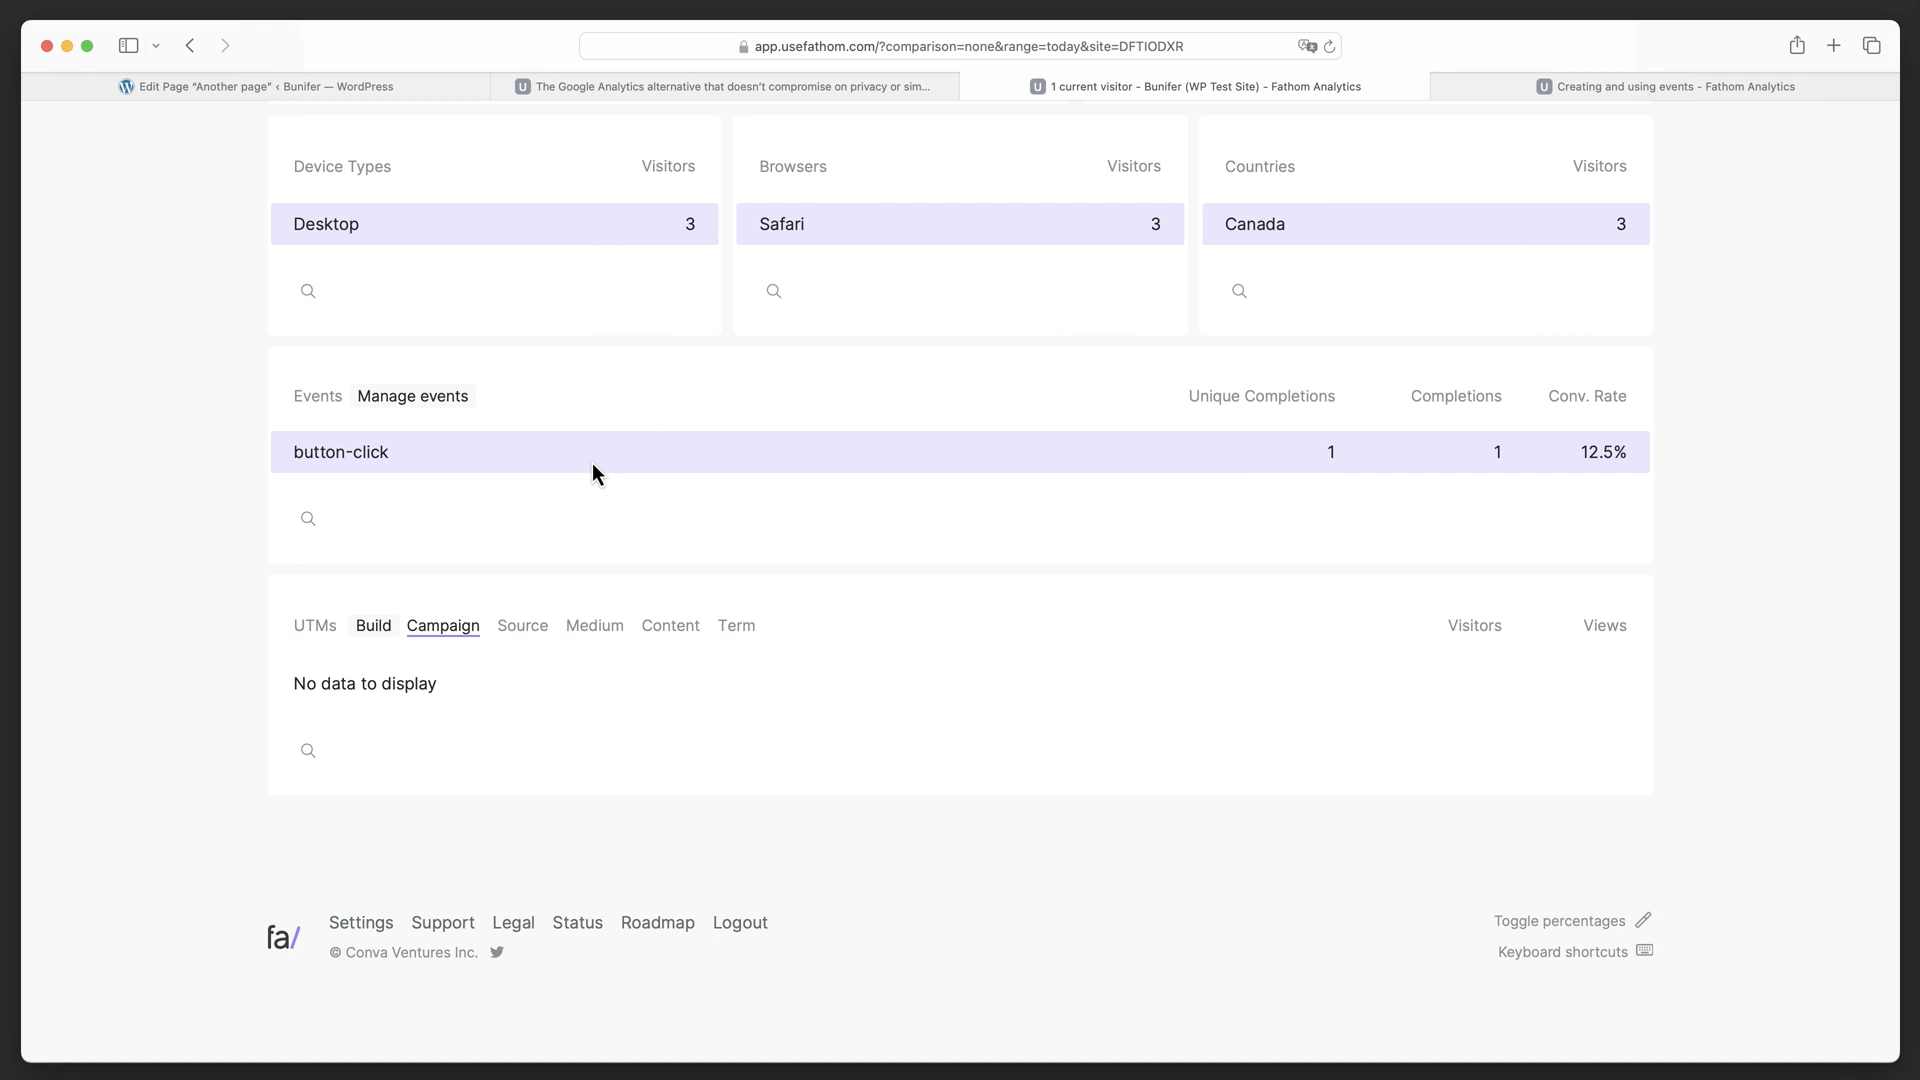 app.usefathom.com/?comparison=none&range=today&site=DFTIODXR
Edit Page “Another page” ‹ Bunifer — WordPress
The Google Analytics alternative that doesn’t compromise on privacy or sim...
1 current visitor - Bunifer (WP Test Site) - Fathom Analytics
Creating and using events - Fathom Analytics
Device Types Visitors
Desktop 3
Browsers Visitors
Safari 3
Countries Visitors
Canada 3
Events Manage events Unique Completions Completions Conv. Rate
button-click 1 1 12.5%
UTMs Build Campaign Source Medium Content Term Visitors Views
No data to display
fa/
Settings Support Legal Status Roadmap Logout
© Conva Ventures Inc.
Toggle percentages
Keyboard shortcuts